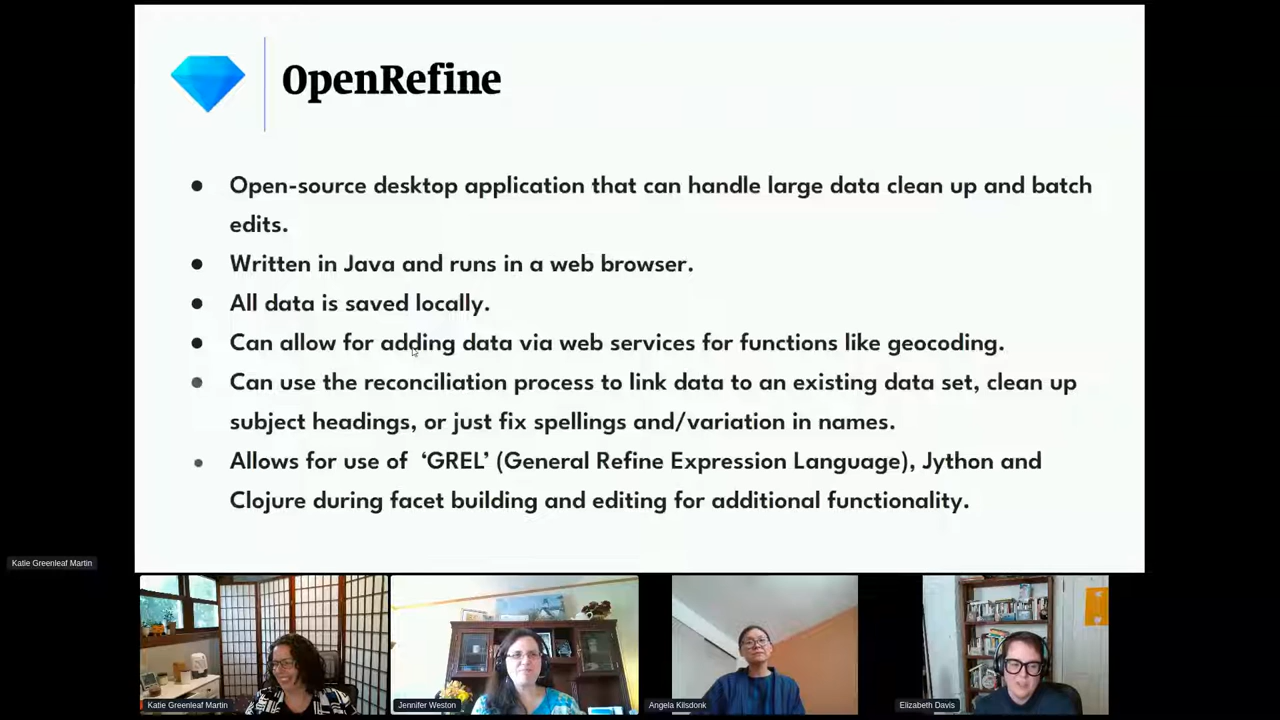 OpenRefine
Open-source desktop application that can handle large data clean up and batch
edits.
Written in Java and runs in a web browser.
All data is saved locally.
Can allow for adding data via web services for functions like geocoding.
Can use the reconciliation process to link data to an existing data set, clean up
subject headings, or just fix spellings and/variation in names.
Allows for use of ‘GREL’ (General Refine Expression Language), Jython and
Clojure during facet building and editing for additional functionality.
Katie Greenleaf Martin
Katie Greenleaf Martin
Jennifer Weston
Angela Kilsdonk
Elizabeth Davis